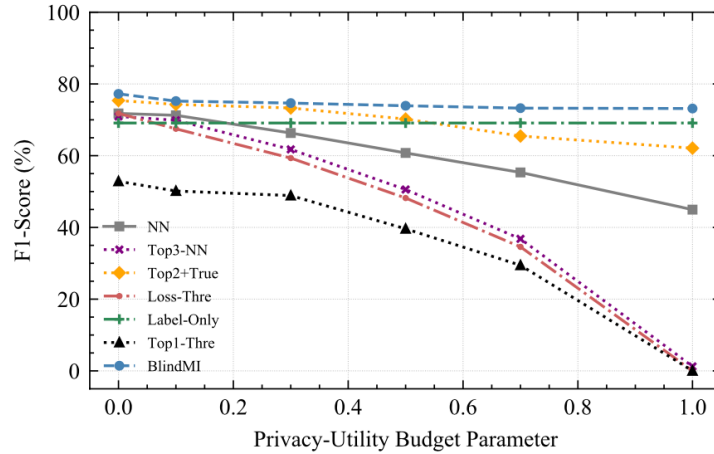 100
80
60
40
20
0
F1-Score (%)
NN
Top3-NN
Top2+True
Loss-Thre
Label-Only
Top1-Thre
BlindMI
0.0 0.2 0.4 0.6 0.8 1.0
Privacy-Utility Budget Parameter